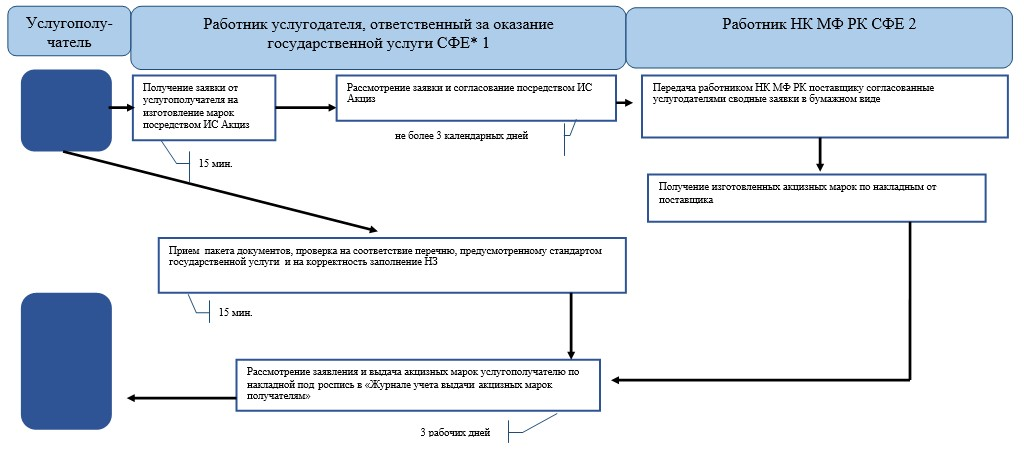 Услугополу-
чатель
Работник услугодателя, ответственный за оказание
государственной услуги СФЕ* 1
Работник НК МФ РК СФЕ 2
Получение заявки от
услугополучателя на
изготовление марок
посредством ИС Акциз
Рассмотрение заявки и согласование посредством ИС
Акциз
Передача работником НК МФ РК поставщику согласованные
услугодателями сводные заявки в бумажном виде
не более 3 календарных дней
15 мин.
Получение изготовленных акцизных марок по накладным от
поставщика
Прием пакета документов, проверка на соответствие перечню, предусмотренному стандартом
государственной услуги и на корректность заполнение НЗ
15 мин.
Рассмотрение заявления и выдача акцизных марок услугополучателю по
накладной под роспись в «Журнале учета выдачи акцизных марок
получателям»
3 рабочих дней